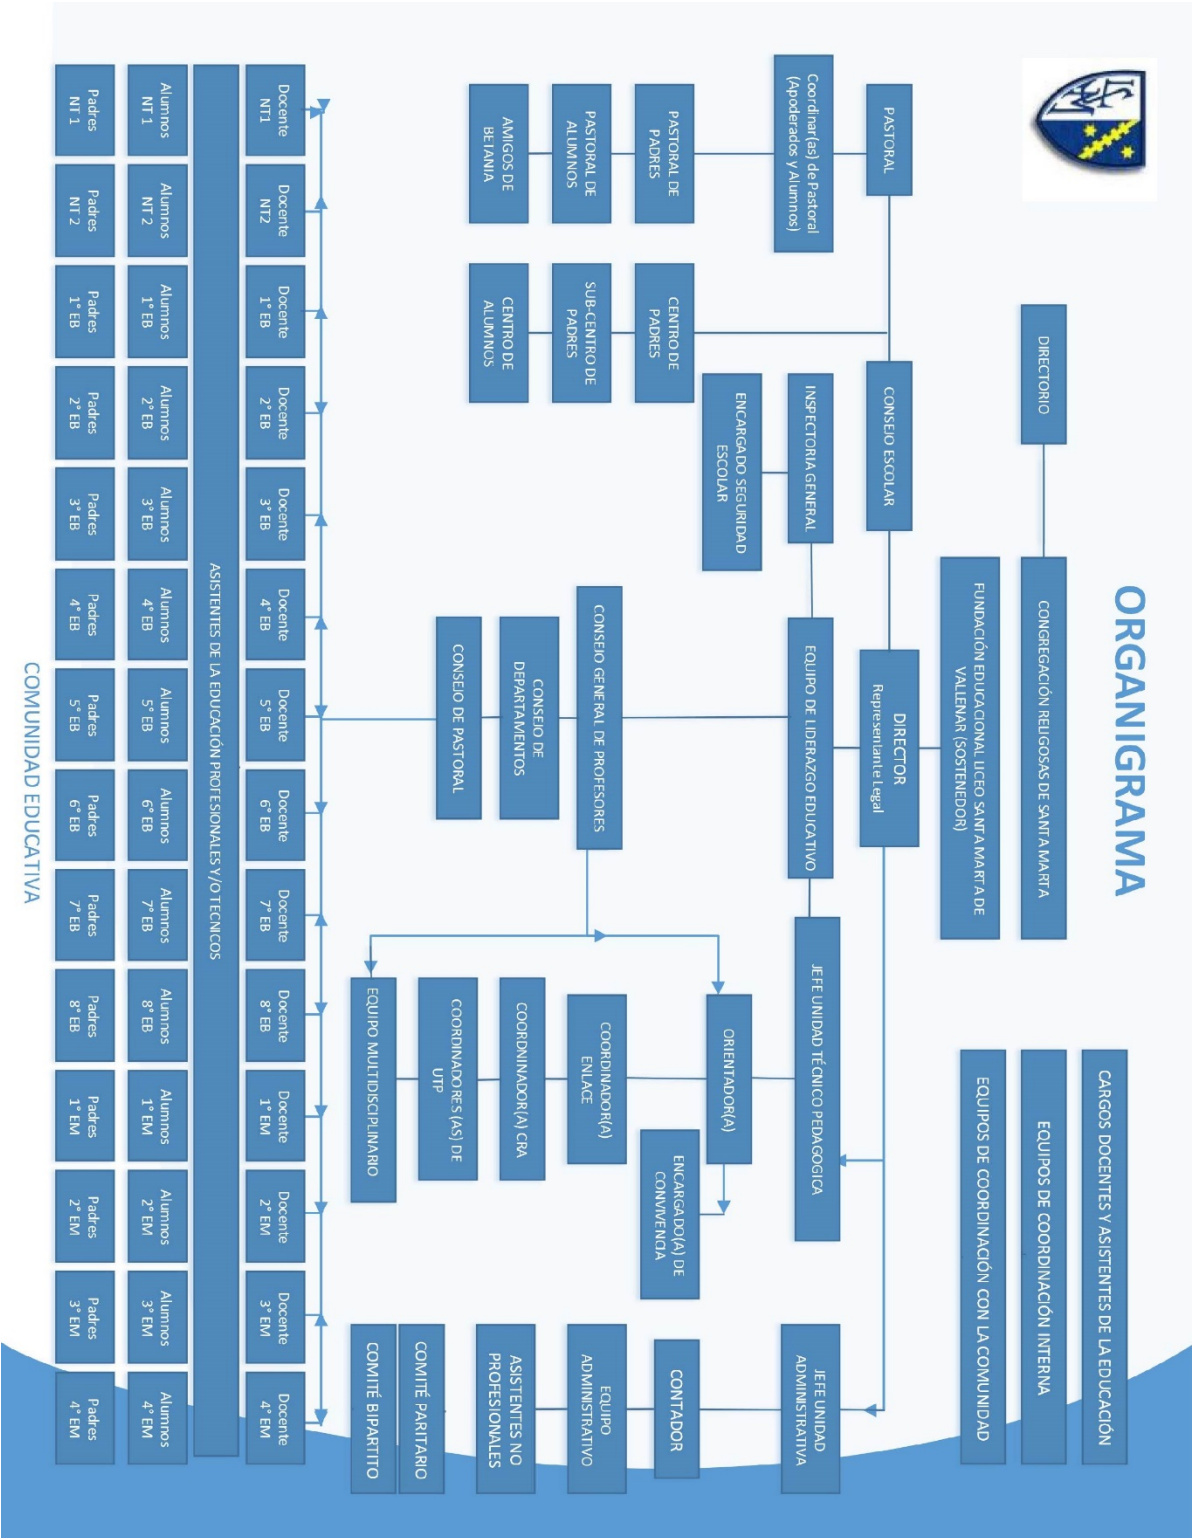 ORGANIGRAMA
DIRECTORIO
CONGREGACIÓN RELIGOSAS DE SANTA MARTA
CARGOS DOCENTES Y ASISTENTES DE LA EDUCACIÓN
EQUIPOS DE COORDINACIÓN INTERNA
EQUIPOS DE COORDINACIÓN CON LA COMUNIDAD
FUNDACIÓN EDUCACIONAL LICEO SANTA MARTA DE
VALLENAR (SOSTENEDOR)
PASTORAL
CONSEJO ESCOLAR
DIRECTOR
Representante Legal
Coordinar(as) de Pastoral
(Apoderados y Alumnos)
INSPECTORIA GENERAL
EQUIPO DE LIDERAZGO EDUCATIVO
JEFE UNIDAD TÉCNICO PEDAGOGICA
JEFE UNIDAD
ADMINISTRATIVA
ENCARGADO SEGURIDAD
ESCOLAR
PASTORAL DE
PADRES
CENTRO DE
PADRES
ORIENTADOR(A)
ENCARGADO(A) DE
CONVIVENCIA
CONTADOR
PASTORAL DE
ALUMNOS
SUB-CENTRO DE
PADRES
CONSEJO GENERAL DE PROFESORES
COORDINADOR(A)
ENLACE
EQUIPO
ADMINISTRATIVO
AMIGOS DE
BETANIA
CENTRO DE
ALUMNOS
CONSEJO DE
DEPARTAMENTOS
COORDNINADOR(A) CRA
ASISTENTES NO
PROFESIONALES
CONSEJO DE PASTORAL
COORDINADORES (AS) DE
UTP
COMITÉ PARITARIO
EQUIPO MULTIDISCIPLINARIO
COMITÉ BIPARTITO
Docente
NT1
Docente
NT2
Docente
1° EB
Docente
2° EB
Docente
3° EB
Docente
4° EB
Docente
5° EB
Docente
6° EB
Docente
7° EB
Docente
8° EB
Docente
1° EM
Docente
2° EM
Docente
3° EM
Docente
4° EM
ASISTENTES DE LA EDUCACIÓN PROFESIONALES Y/O TECNICOS
Alumnos
NT 1
Alumnos
NT 2
Alumnos
1° EB
Alumnos
2° EB
Alumnos
3° EB
Alumnos
4° EB
Alumnos
5° EB
Alumnos
6° EB
Alumnos
7° EB
Alumnos
8° EB
Alumnos
1° EM
Alumnos
2° EM
Alumnos
3° EM
Alumnos
4° EM
Padres
NT 1
Padres
NT 2
Padres
1° EB
Padres
2° EB
Padres
3° EB
Padres
4° EB
Padres
5° EB
Padres
6° EB
Padres
7° EB
Padres
8° EB
Padres
1° EM
Padres
2° EM
Padres
3° EM
Padres
4° EM
COMUNIDAD EDUCATIVA